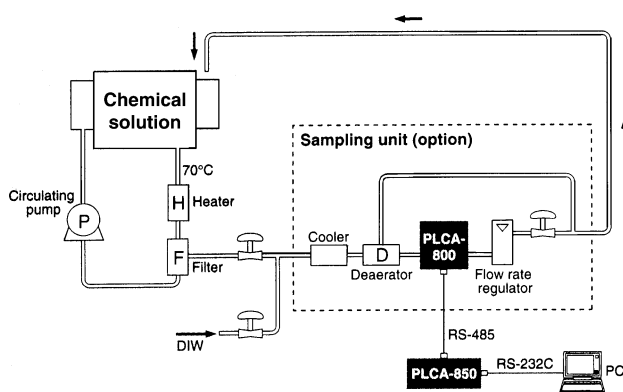 Chemical
solution
Sampling unit (option)
70°C
Circulating
pump
P
H
Heater
F
Filter
Cooler
D
Deaerator
PLCA-
800
Flow rate
regulator
DIW
RS-485
PLCA-850
RS-232C
PC